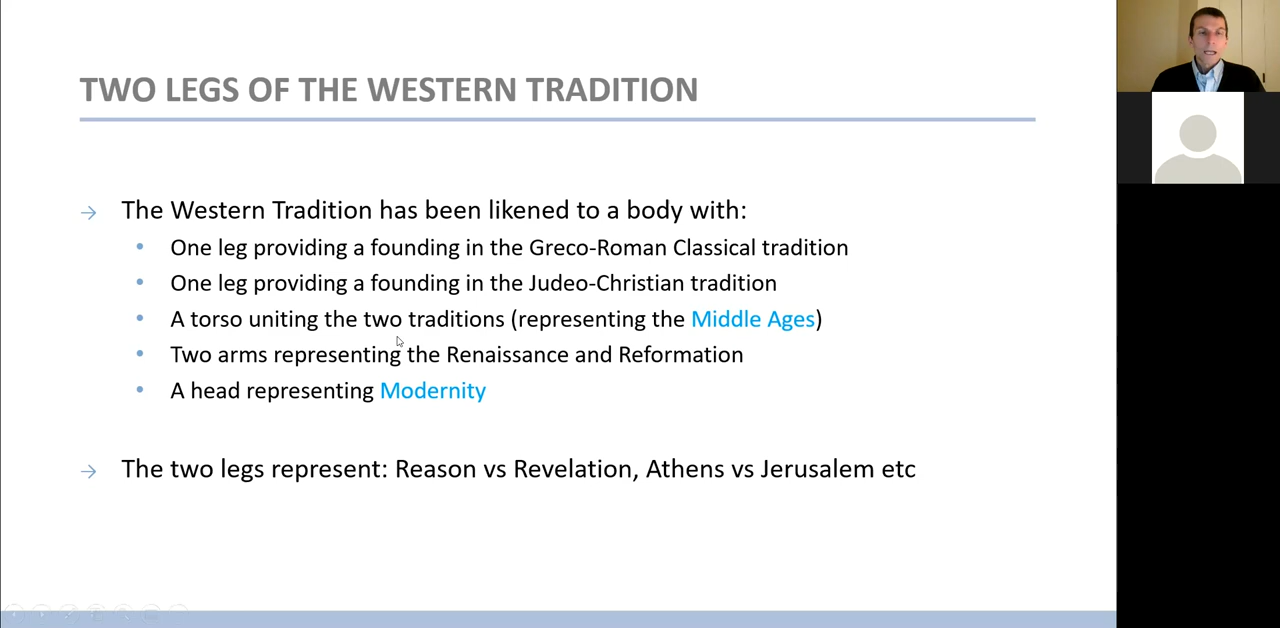 TWO LEGS OF THE WESTERN TRADITION
→ The Western Tradition has been likened to a body with:
• One leg providing a founding in the Greco-Roman Classical tradition
• One leg providing a founding in the Judeo-Christian tradition
• A torso uniting the two traditions (representing the Middle Ages)
• Two arms representing the Renaissance and Reformation
• A head representing Modernity
→ The two legs represent: Reason vs Revelation, Athens vs Jerusalem etc